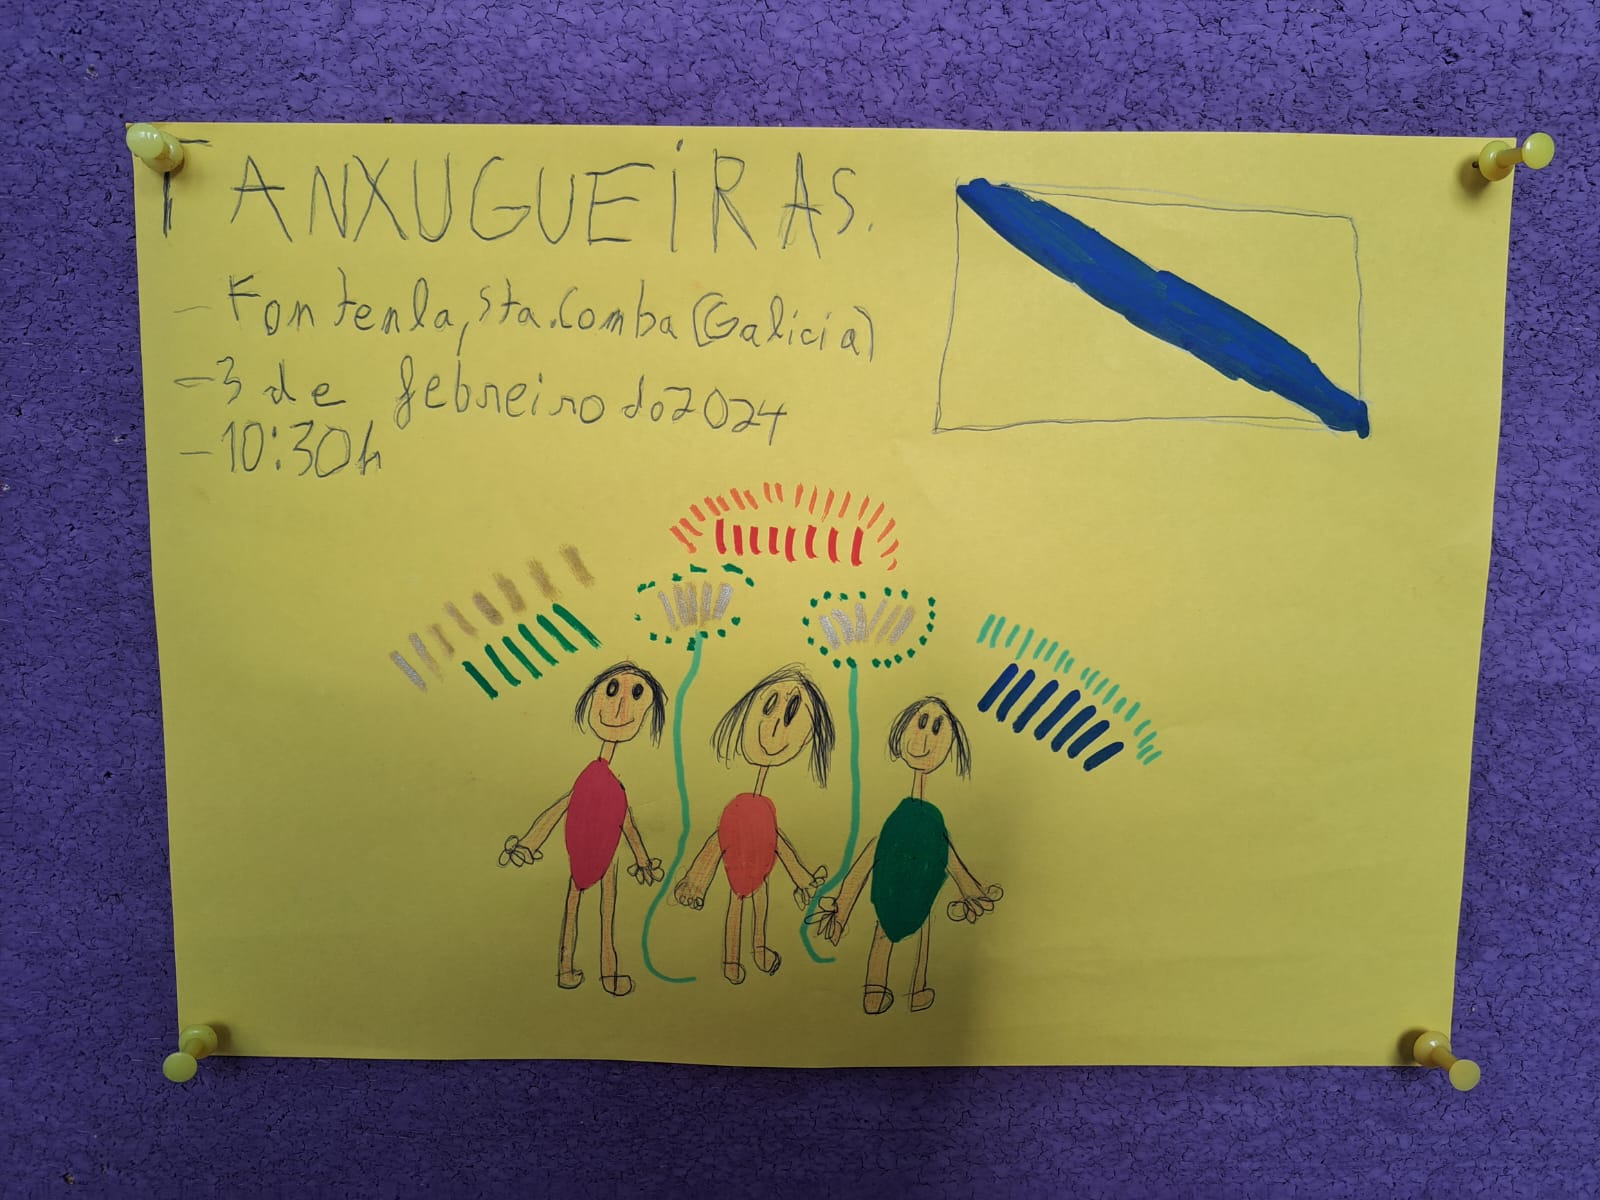 TANXUGUEIRAS.
- Fontenla, sta. Comba (Galicia)
- 3 de febreiro do 2024
- 10:30h